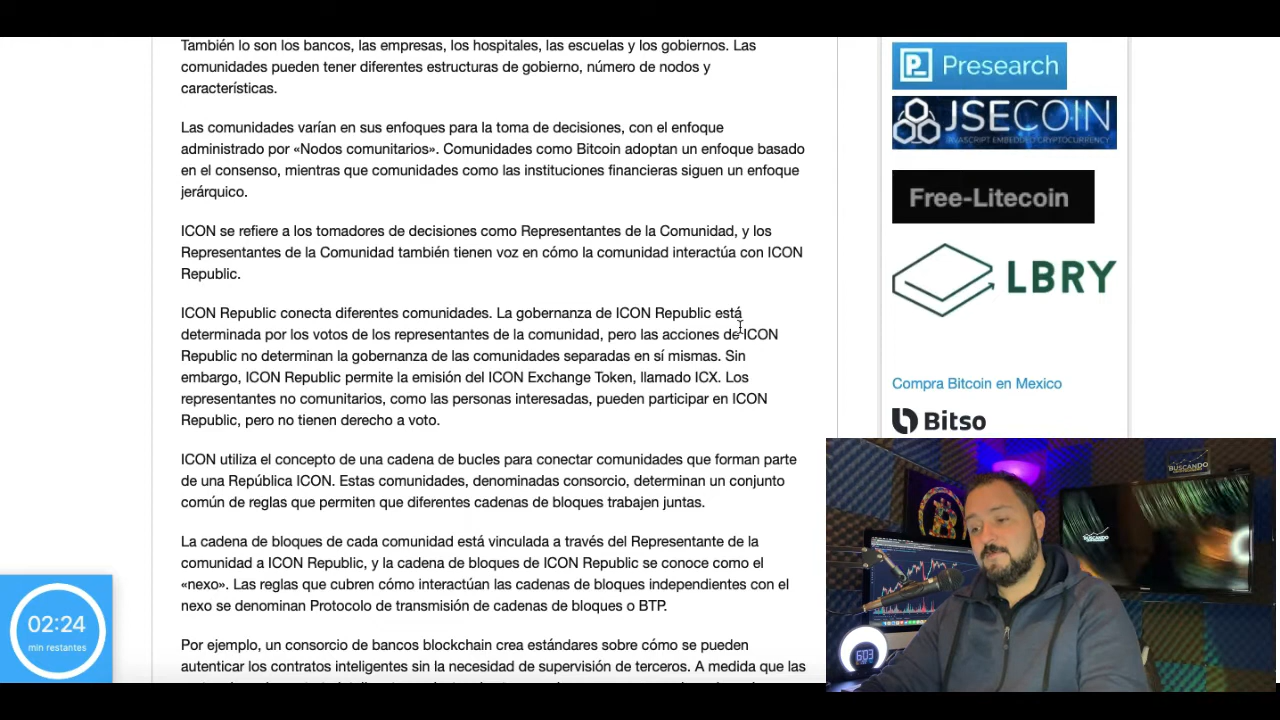 También lo son los bancos, las empresas, los hospitales, las escuelas y los gobiernos. Las
comunidades pueden tener diferentes estructuras de gobierno, número de nodos y
características.
Las comunidades varían en sus enfoques para la toma de decisiones, con el enfoque
administrado por «Nodos comunitarios». Comunidades como Bitcoin adoptan un enfoque basado
en el consenso, mientras que comunidades como las instituciones financieras siguen un enfoque
jerárquico.
ICON se refiere a los tomadores de decisiones como Representantes de la Comunidad, y los
Representantes de la Comunidad también tienen voz en cómo la comunidad interactúa con ICON
Republic.
ICON Republic conecta diferentes comunidades. La gobernanza de ICON Republic está
determinada por los votos de los representantes de la comunidad, pero las acciones de ICON
Republic no determinan la gobernanza de las comunidades separadas en sí mismas. Sin
embargo, ICON Republic permite la emisión del ICON Exchange Token, llamado ICX. Los
representantes no comunitarios, como las personas interesadas, pueden participar en ICON
Republic, pero no tienen derecho a voto.
ICON utiliza el concepto de una cadena de bucles para conectar comunidades que forman parte
de una República ICON. Estas comunidades, denominadas consorcio, determinan un conjunto
común de reglas que permiten que diferentes cadenas de bloques trabajen juntas.
La cadena de bloques de cada comunidad está vinculada a través del Representante de la
comunidad a ICON Republic, y la cadena de bloques de ICON Republic se conoce como el
«nexo». Las reglas que cubren cómo interactúan las cadenas de bloques independientes con el
nexo se denominan Protocolo de transmisión de cadenas de bloques o BTP.
Por ejemplo, un consorcio de bancos blockchain crea estándares sobre cómo se pueden
autenticar los contratos inteligentes sin la necesidad de supervisión de terceros. A medida que las
Presearch
JSECOIN
JAVASCRIPT EMBEDDED CRYPTOCURRENCY
Free-Litecoin
LBRY
Compra Bitcoin en Mexico
Bitso
02:24
min restantes
BUSCANDO
BUSCANDO
603